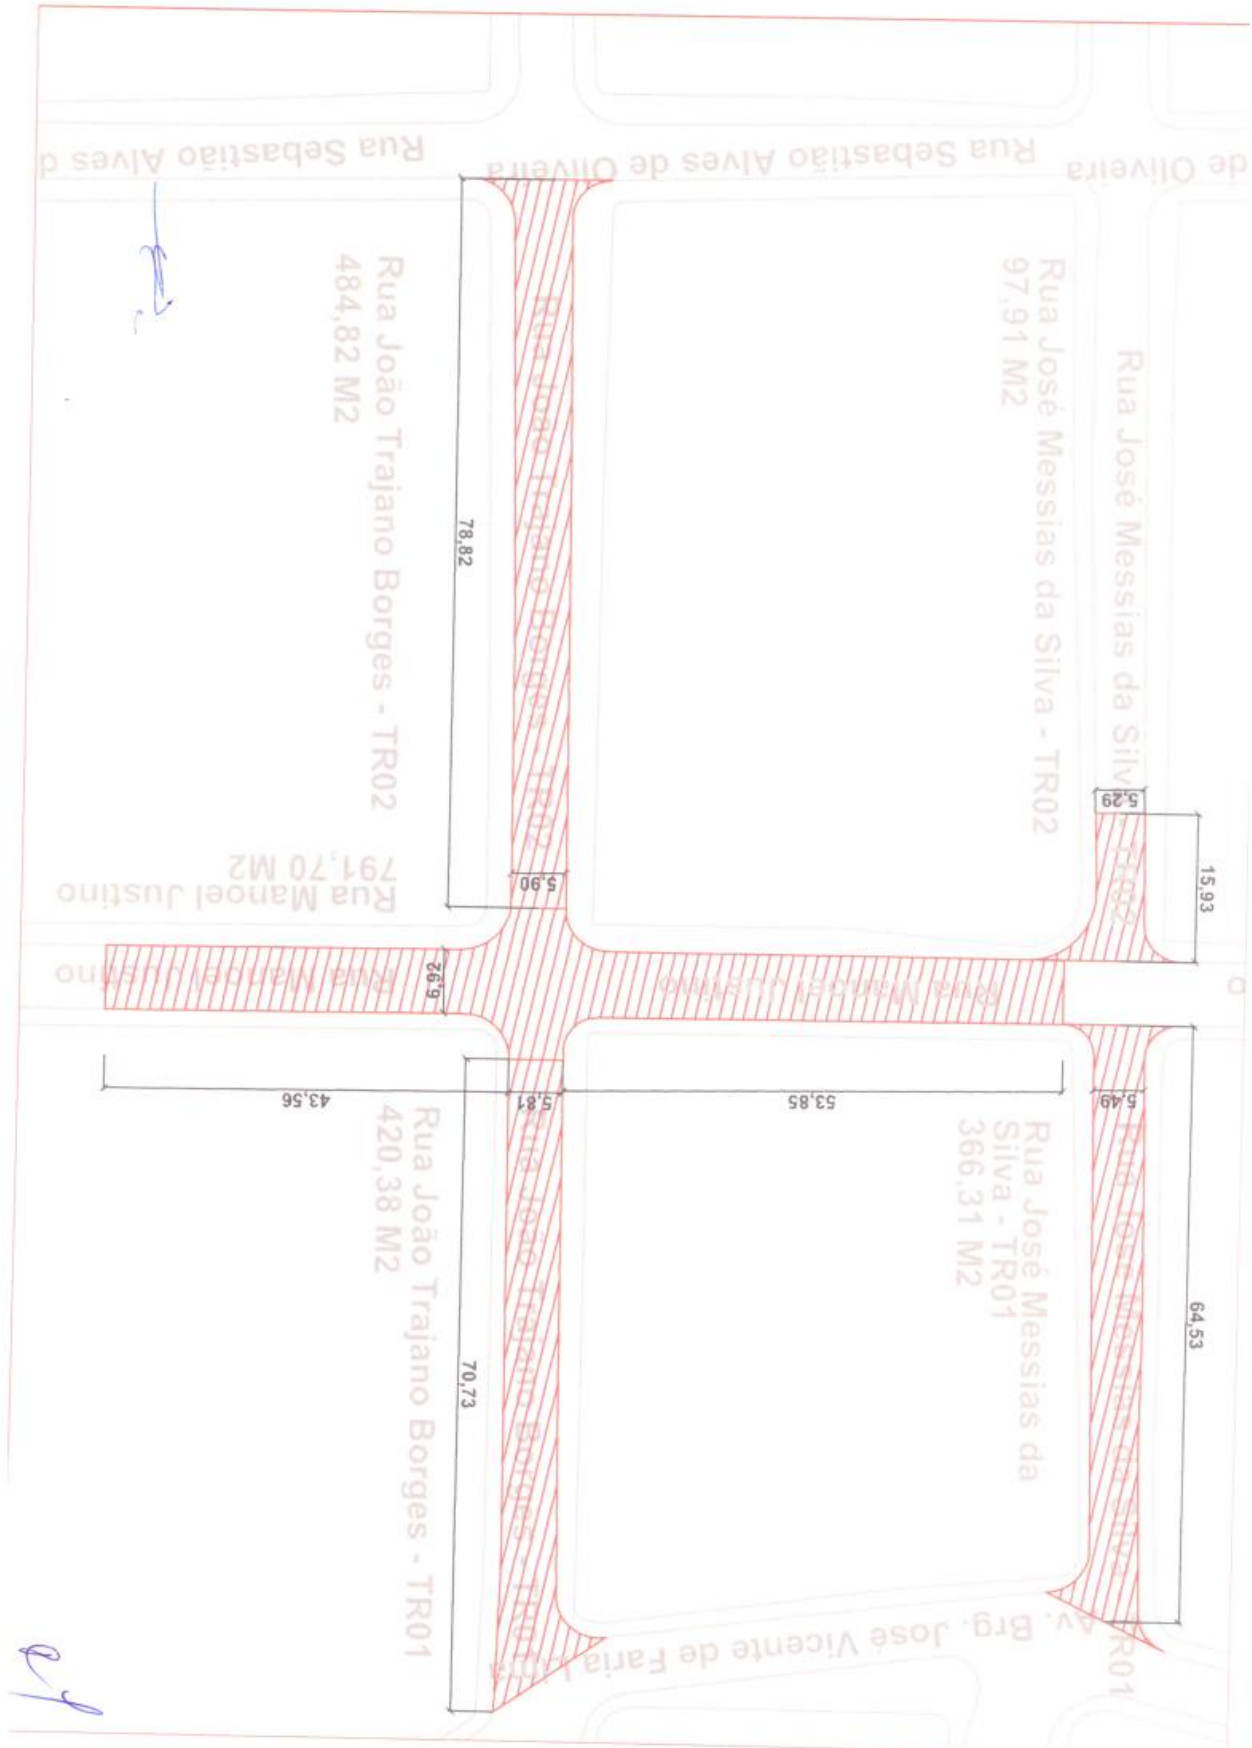 Rua Sebastião Alves d
Rua Sebastião Alves de Oliveira
de Oliveira
Rua João Trajano Borges - TR02
484,82 M2
78,82
Rua João Trajano Borges - TR02
Rua José Messias da Silva - TR02
97,91 M2
Rua José Messias da Silva TR02
5,29
15,93
Rua Manoel Justino
791,70 M2
5,90
Rua Manoel Justino
6,92
Rua Manoel Justino
o
43,56
5,81
53,85
5,49
Rua João Trajano Borges - TR01
420,38 M2
70,73
Rua João Trajano Borges - TR01
Rua José Messias da
Silva - TR01
366,31 M2
Rua José Messias da Silva TR01
64,53
Av. Brg. José Vicente de Faria Lima